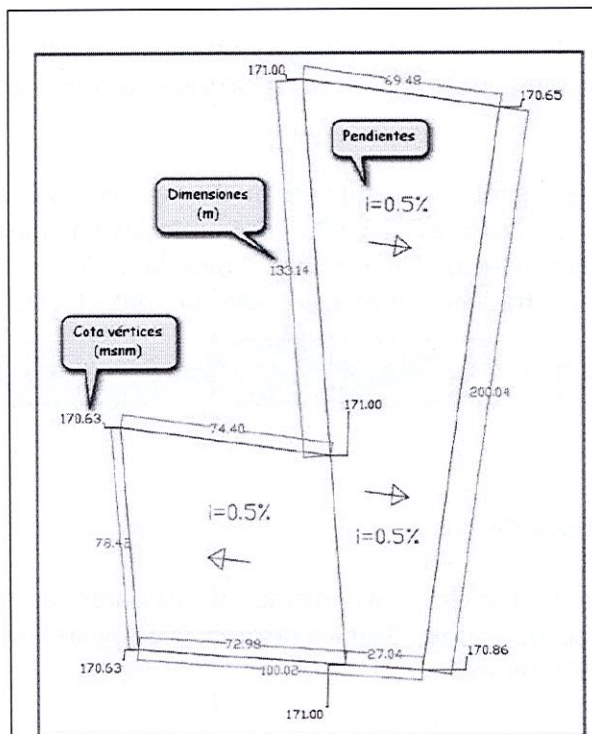 171.00
69.48
170.65
Pendientes
i=0.5%
Dimensiones
(m)
133.14
Cota vértices
(msnm)
170.63
74.40
171.00
200.04
i=0.5%
i=0.5%
78.43
72.98
27.04
170.86
170.63
100.02
171.00